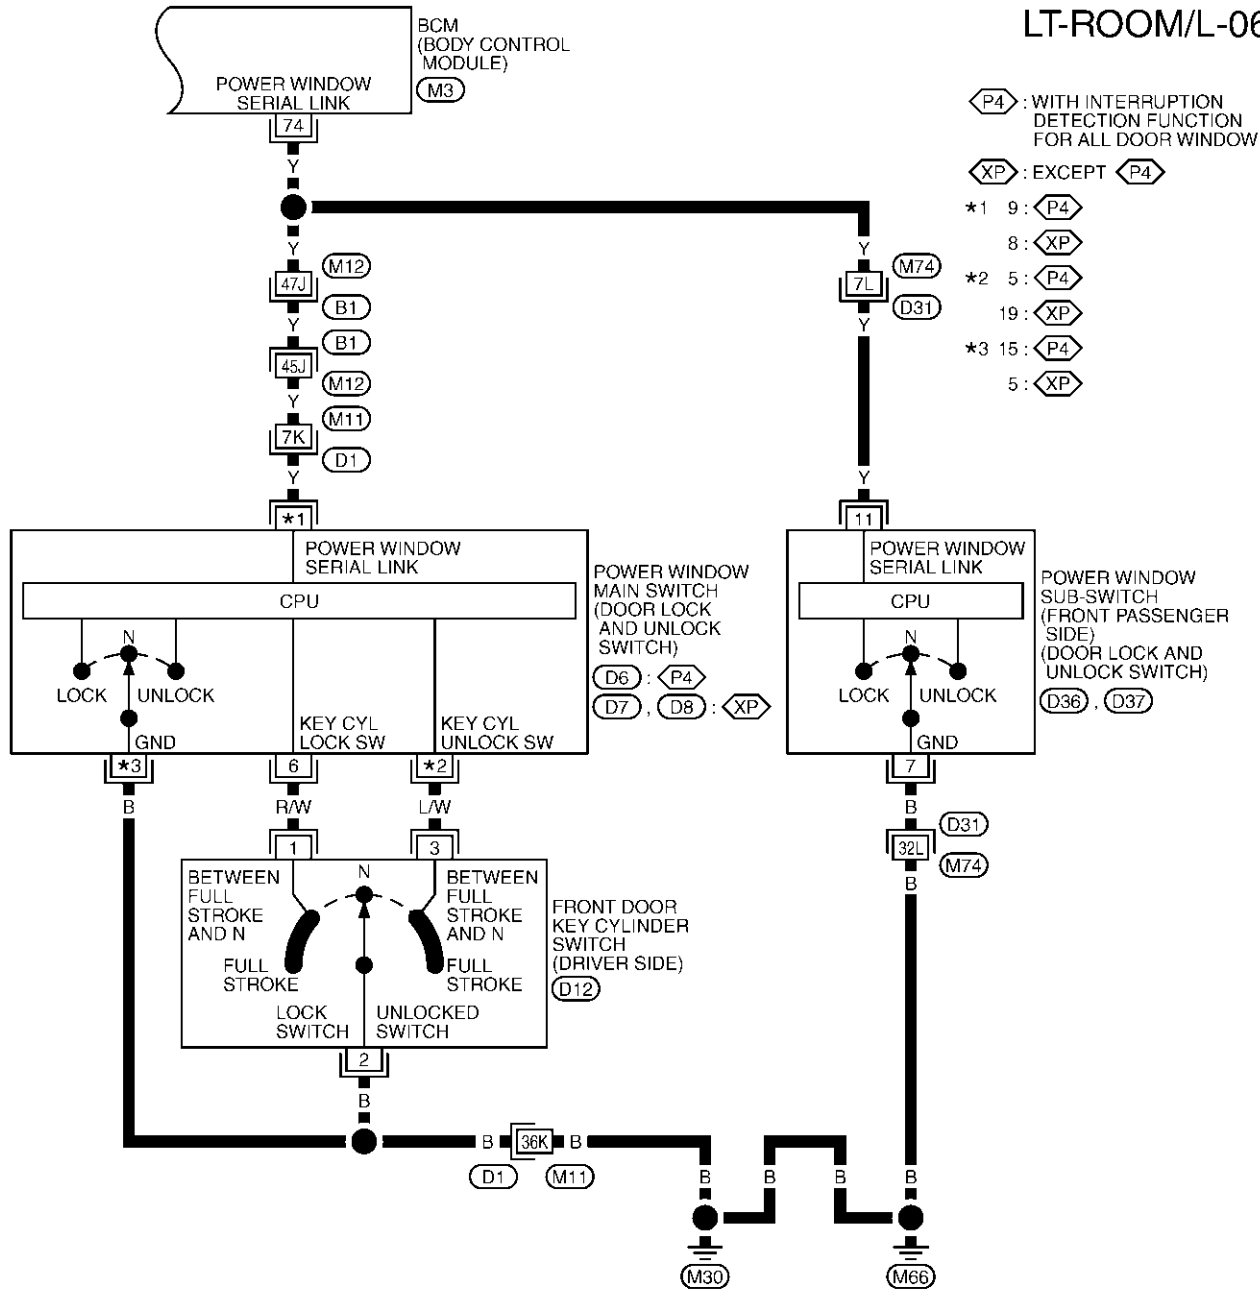 LT-ROOM/L-06
BCM
(BODY CONTROL
MODULE)
M3
POWER WINDOW
SERIAL LINK
74
P4 : WITH INTERRUPTION
DETECTION FUNCTION
FOR ALL DOOR WINDOW
XP : EXCEPT P4
*1 9 : P4
8 : XP
*2 5 : P4
19 : XP
*3 15 : P4
5 : XP
Y
Y
Y
47J
M12
B1
7L
M74
D31
Y
Y
45J
B1
M12
Y
7K
M11
D1
Y
Y
*1
11
POWER WINDOW
SERIAL LINK
CPU
N
LOCK
UNLOCK
GND
KEY CYL
LOCK SW
KEY CYL
UNLOCK SW
POWER WINDOW
MAIN SWITCH
(DOOR LOCK
AND UNLOCK
SWITCH)
D6 : P4
D7 , D8 : XP
POWER WINDOW
SERIAL LINK
CPU
N
LOCK
UNLOCK
GND
POWER WINDOW
SUB-SWITCH
(FRONT PASSENGER
SIDE)
(DOOR LOCK AND
UNLOCK SWITCH)
D36 , D37
*3
6
*2
7
B
R/W
L/W
B
1
3
32L
D31
M74
B
BETWEEN
FULL
STROKE
AND N
N
BETWEEN
FULL
STROKE
AND N
FULL
STROKE
FULL
STROKE
LOCK
SWITCH
UNLOCKED
SWITCH
FRONT DOOR
KEY CYLINDER
SWITCH
(DRIVER SIDE)
D12
2
B
B
36K
B
D1
M11
B
B
B
B
M30
M66